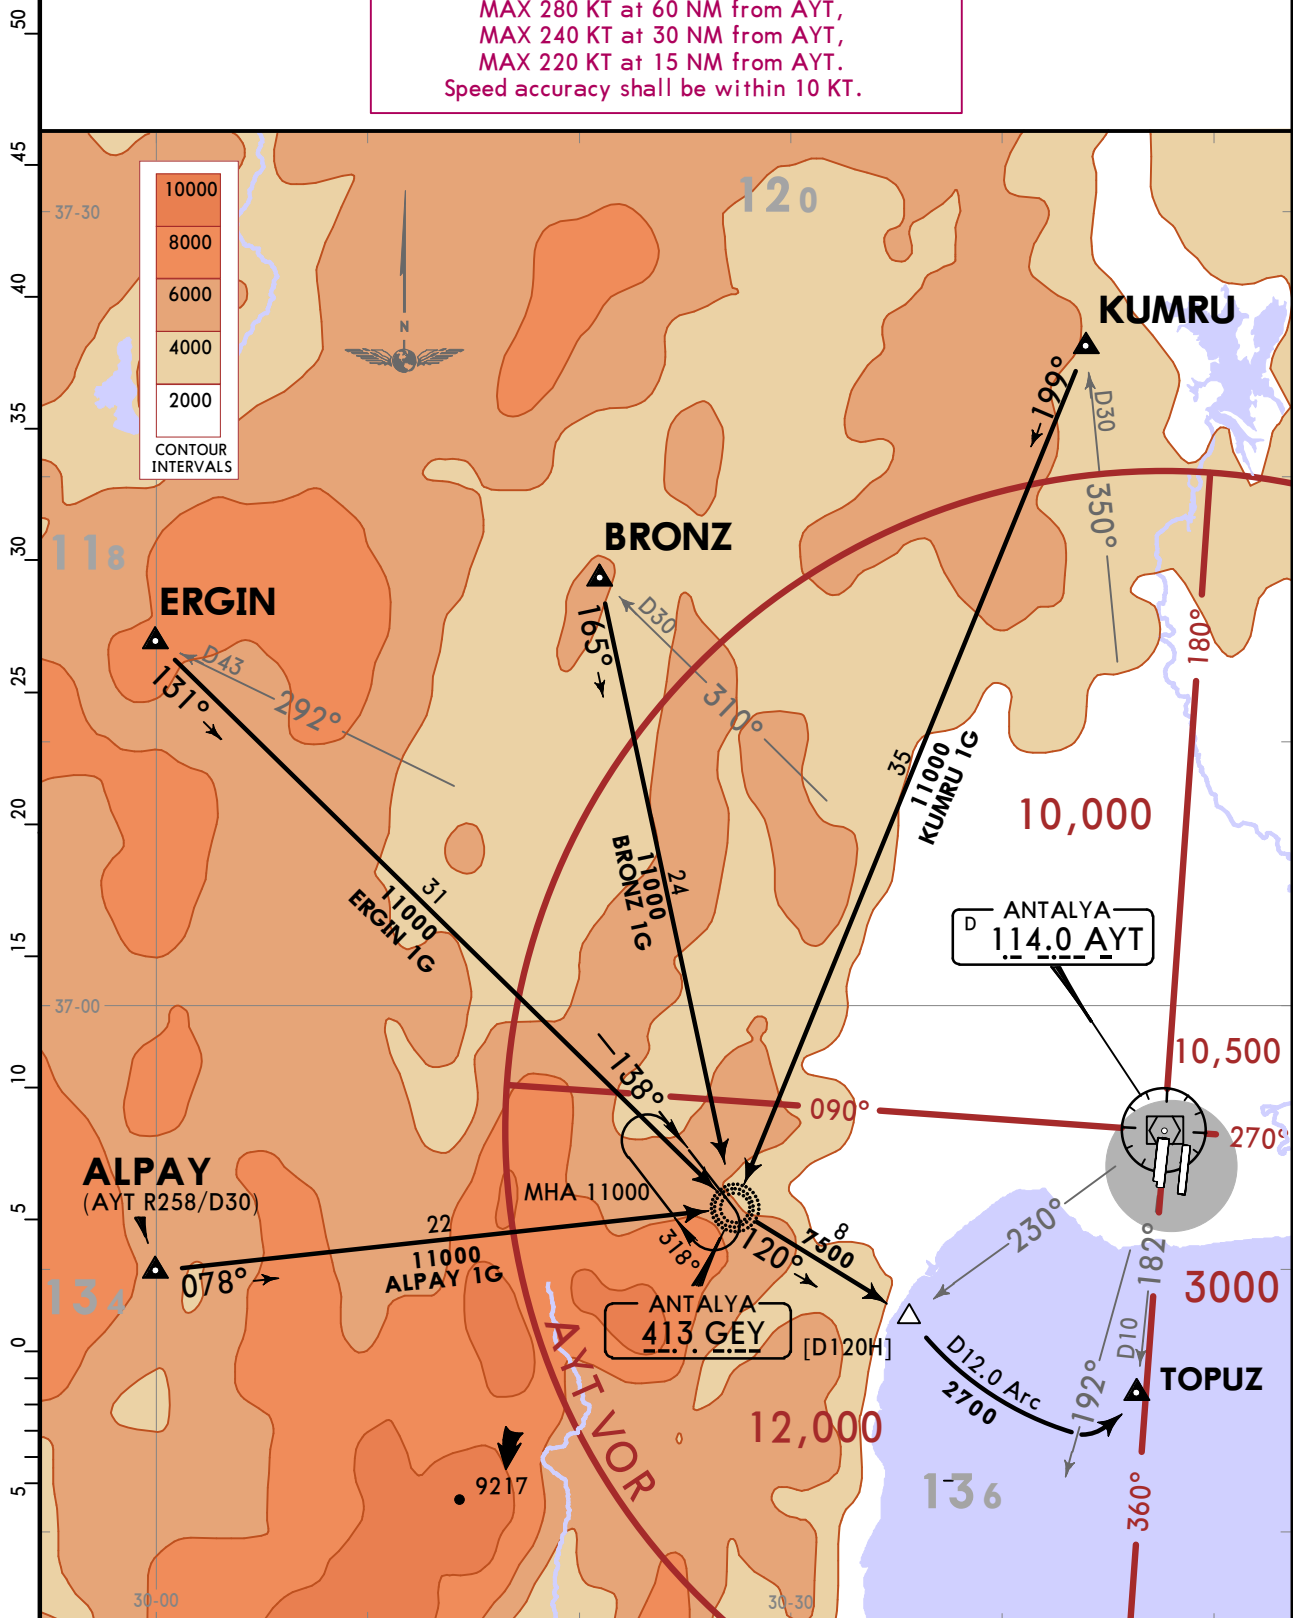 MAX 280 KT at 60 NM from AYT,
MAX 240 KT at 30 NM from AYT,
MAX 220 KT at 15 NM from AYT.
Speed accuracy shall be within 10 KT.
50
45
40
35
30
25
20
15
10
5
0
5
10000
8000
6000
4000
2000
CONTOUR
INTERVALS
37-30
N
120
KUMRU
199°
D30
350°
118
BRONZ
165°
D30
310°
ERGIN
131°
D43
292°
180°
35
11000
KUMRU 1G
10,000
24
11000
BRONZ 1G
31
11000
ERGIN 1G
ANTALYA
D 114.0 AYT
37-00
10,500
138°
090°
270°
ALPAY
(AYT R258/D30)
MHA 11000
22
11000
ALPAY 1G
078°
318°
120°
8
7500
230°
182°
134
3000
ANTALYA
413 GEY
[D120H]
D12.0 Arc
2700
D10
192°
TOPUZ
AYT VOR
12,000
136
9217
360°
30-00
30-30